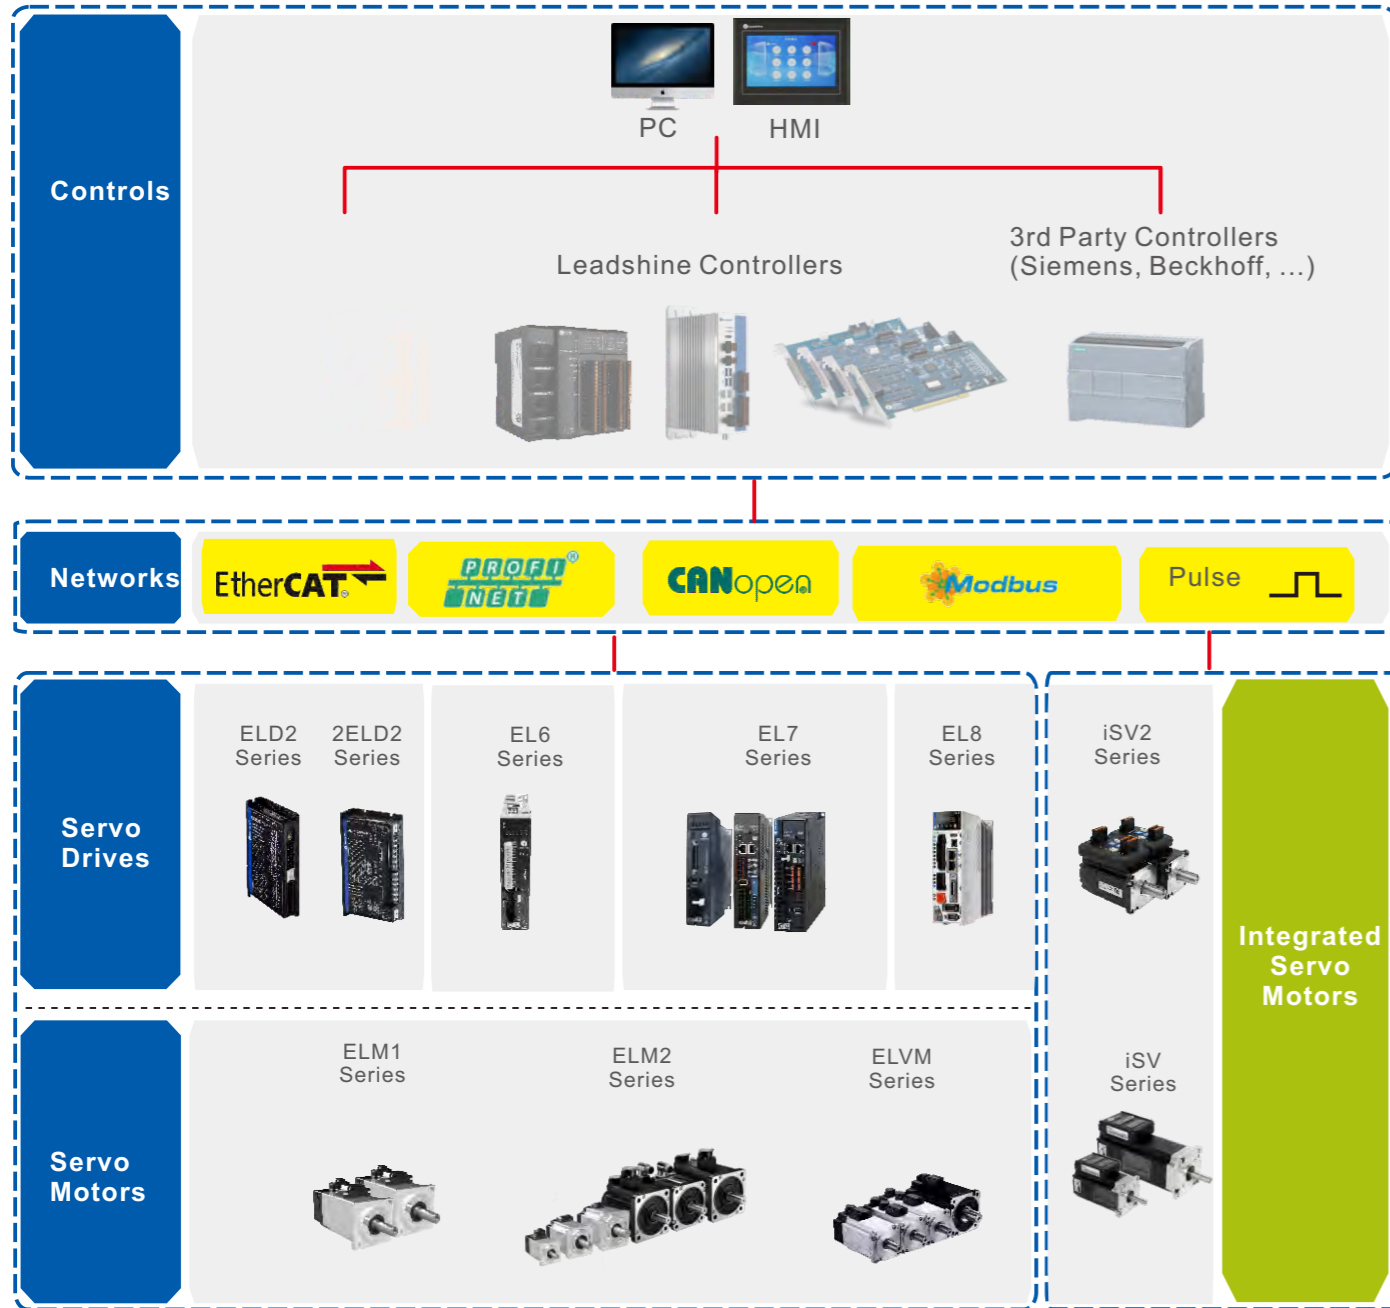 PC
HMI
Controls
Leadshine Controllers
3rd Party Controllers
(Siemens, Beckhoff, ...)
Networks
EtherCAT
PROFI
NET
CANopen
Modbus
Pulse
Servo
Drives
ELD2
Series
2ELD2
Series
EL6
Series
EL7
Series
EL8
Series
iSV2
Series
Integrated
Servo
Motors
Servo
Motors
ELM1
Series
ELM2
Series
ELVM
Series
iSV
Series